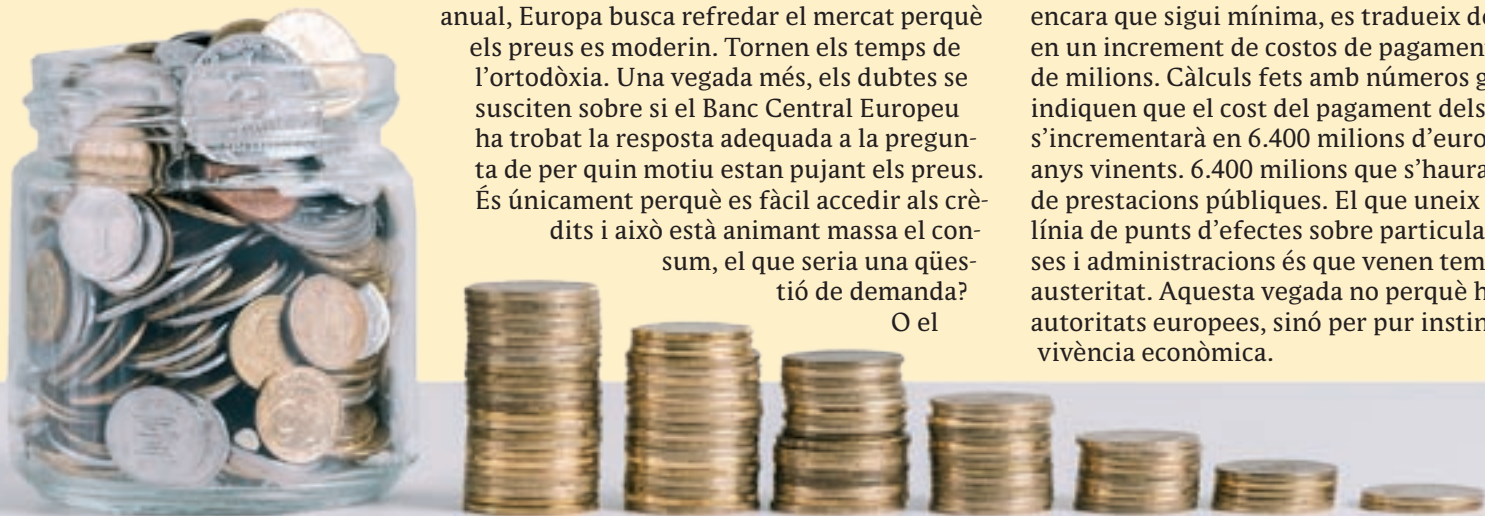 anual, Europa busca refredar el mercat perquè
els preus es moderin. Tornen els temps de
l’ortodòxia. Una vegada més, els dubtes se
susciten sobre si el Banc Central Europeu
ha trobat la resposta adequada a la pregun-
ta de per quin motiu estan pujant els preus.
És únicament perquè es fàcil accedir als crè-
dits i això està animant massa el con-
sum, el que seria una qües-
tió de demanda?
O el
encara que sigui mínima, es tradueix
en un increment de costos de
de milions. Càlculs fets amb números
indiquen que el cost del pagament dels
s’incrementarà en 6.400 milions
anys vinents. 6.400 milions que
de prestacions públiques. El que uneix
línia de punts d’efectes sobre
ses i administracions és que venen
austeritat. Aquesta vegada no perquè
autoritats europees, sinó per pur
vivència econòmica.